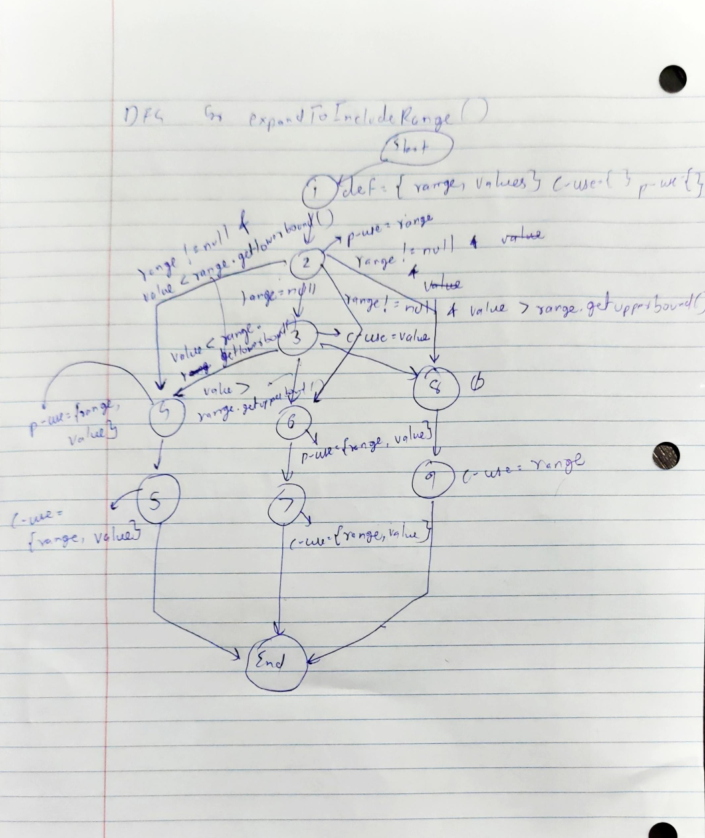 DFG for expandToIncludeRange()
Start
1 def = { range, values} c-use={ } p-use:{}
range != null &
value < range.getlowerbound()
2 p-use = range
range != null & value
& value
range = null
range != null & value > range.getupperbound()
value < range.
getlowerbound()
3 c-use = value
value >
range.getupperbound()
8 ϕ
5
p-use={range,
value}
6
p-use={range, value}
9 c-use = range
5
c-use=
{range, value}
7
c-use={range, value}
End